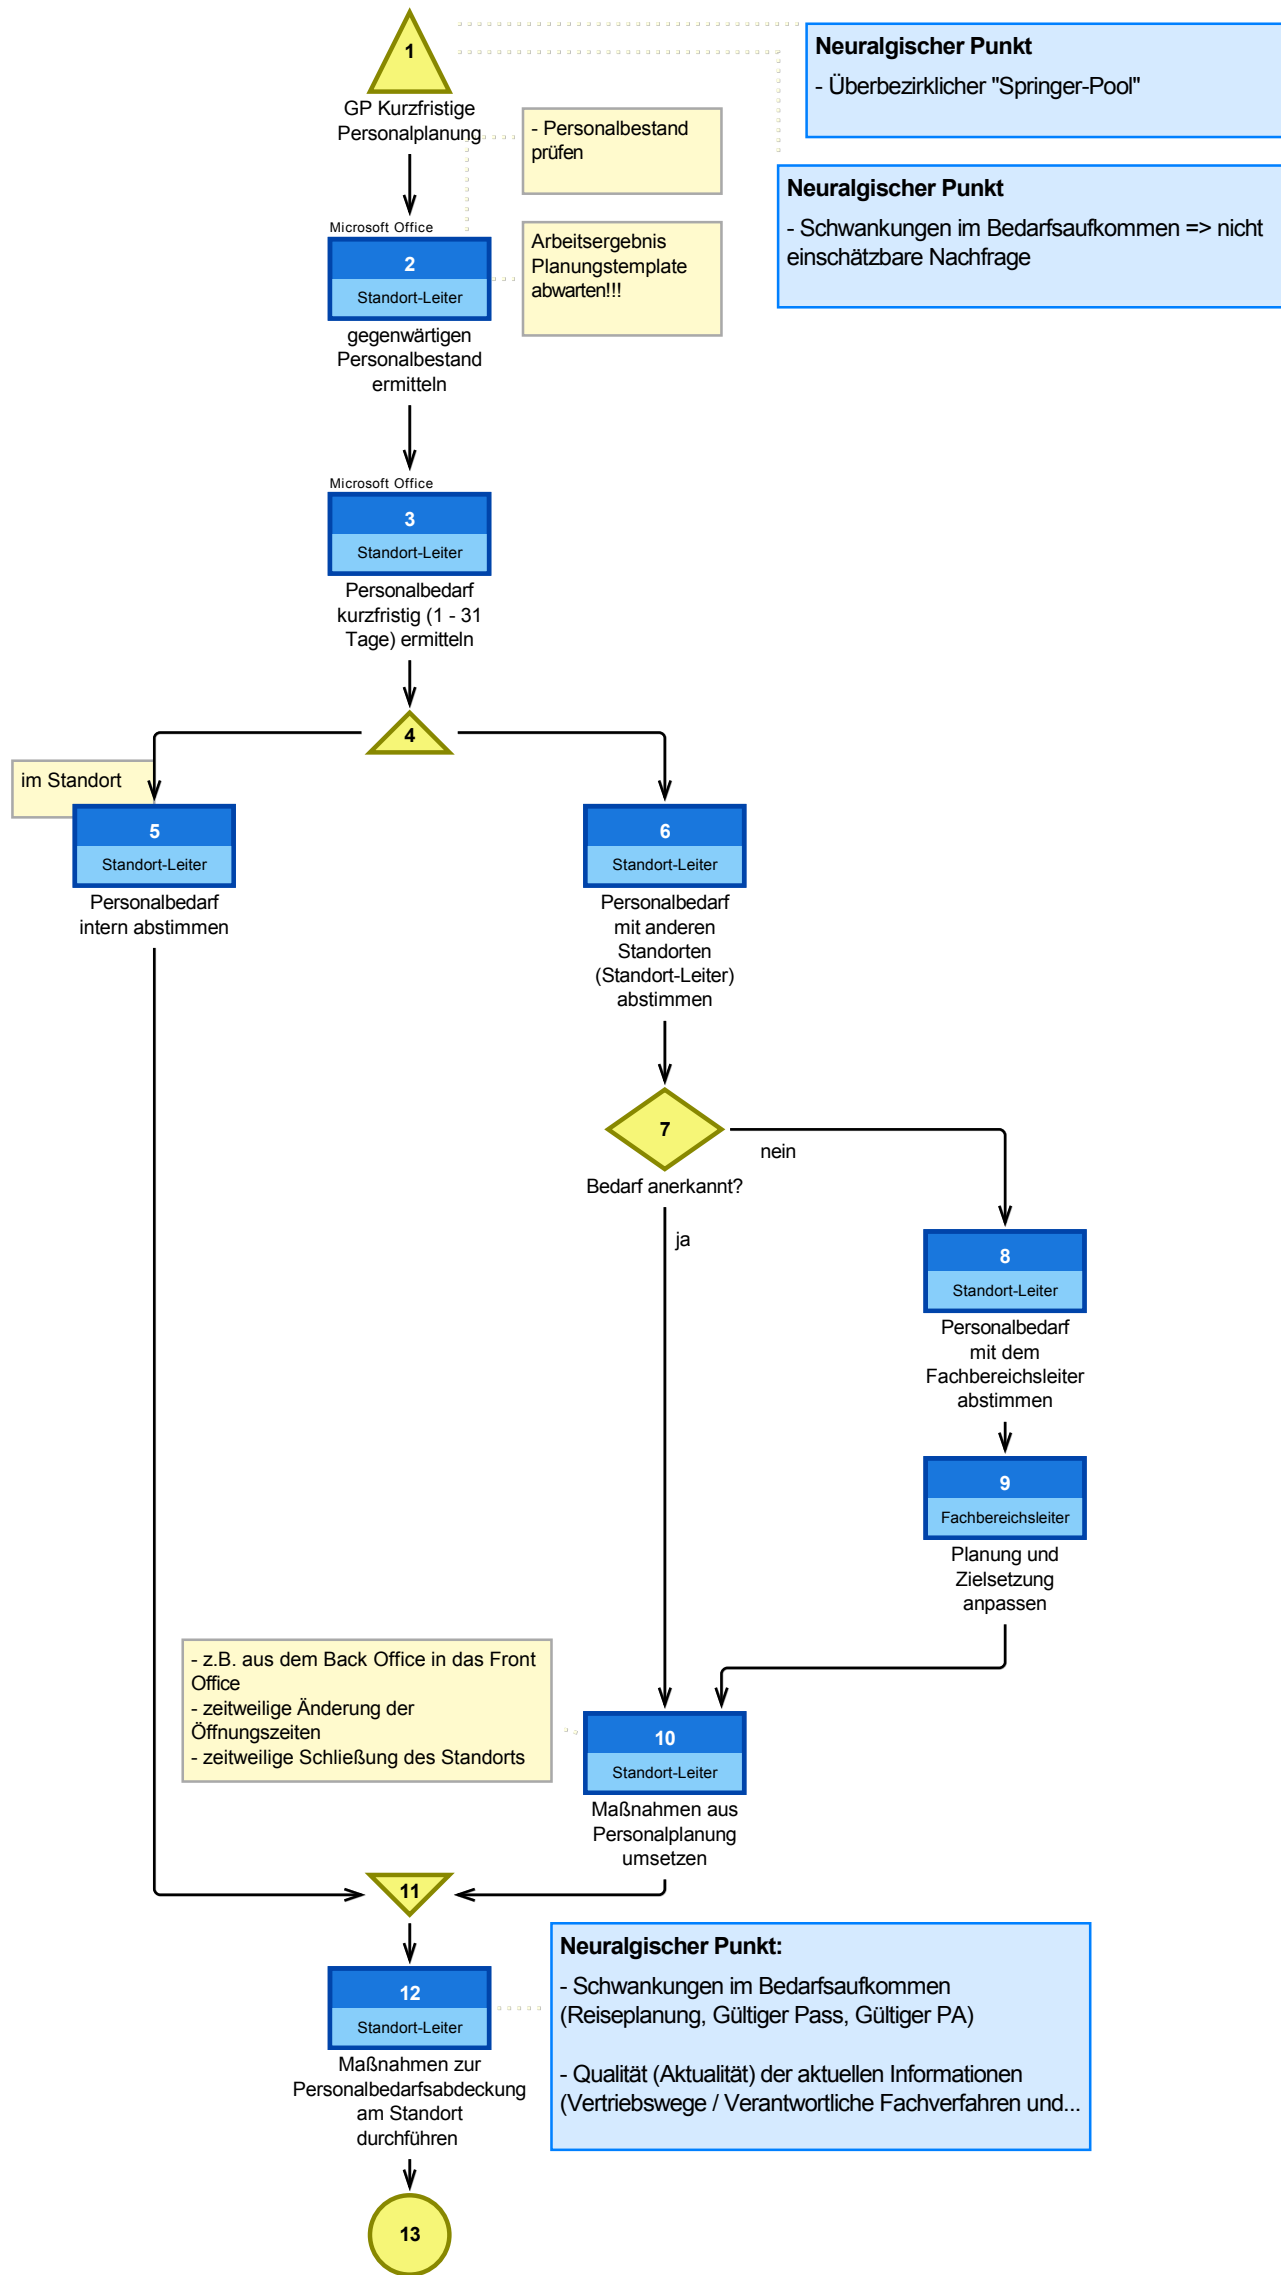 1
GP Kurzfristige
Personalplanung
Neuralgischer Punkt
- Überbezirklicher "Springer-Pool"
- Personalbestand
prüfen
Neuralgischer Punkt
- Schwankungen im Bedarfsaufkommen => nicht
einschätzbare Nachfrage
Microsoft Office
2
Standort-Leiter
gegenwärtigen
Personalbestand
ermitteln
Arbeitsergebnis
Planungstemplate
abwarten!!!
Microsoft Office
3
Standort-Leiter
Personalbedarf
kurzfristig (1 - 31
Tage) ermitteln
4
im Standort
5
Standort-Leiter
Personalbedarf
intern abstimmen
6
Standort-Leiter
Personalbedarf
mit anderen
Standorten
(Standort-Leiter)
abstimmen
7
Bedarf anerkannt?
nein
ja
8
Standort-Leiter
Personalbedarf
mit dem
Fachbereichsleiter
abstimmen
9
Fachbereichsleiter
Planung und
Zielsetzung
anpassen
- z.B. aus dem Back Office in das Front
Office
- zeitweilige Änderung der
Öffnungszeiten
- zeitweilige Schließung des Standorts
10
Standort-Leiter
Maßnahmen aus
Personalplanung
umsetzen
11
12
Standort-Leiter
Maßnahmen zur
Personalbedarfsabdeckung
am Standort
durchführen
Neuralgischer Punkt:
- Schwankungen im Bedarfsaufkommen
(Reiseplanung, Gültiger Pass, Gültiger PA)
- Qualität (Aktualität) der aktuellen Informationen
(Vertriebswege / Verantwortliche Fachverfahren und...
13